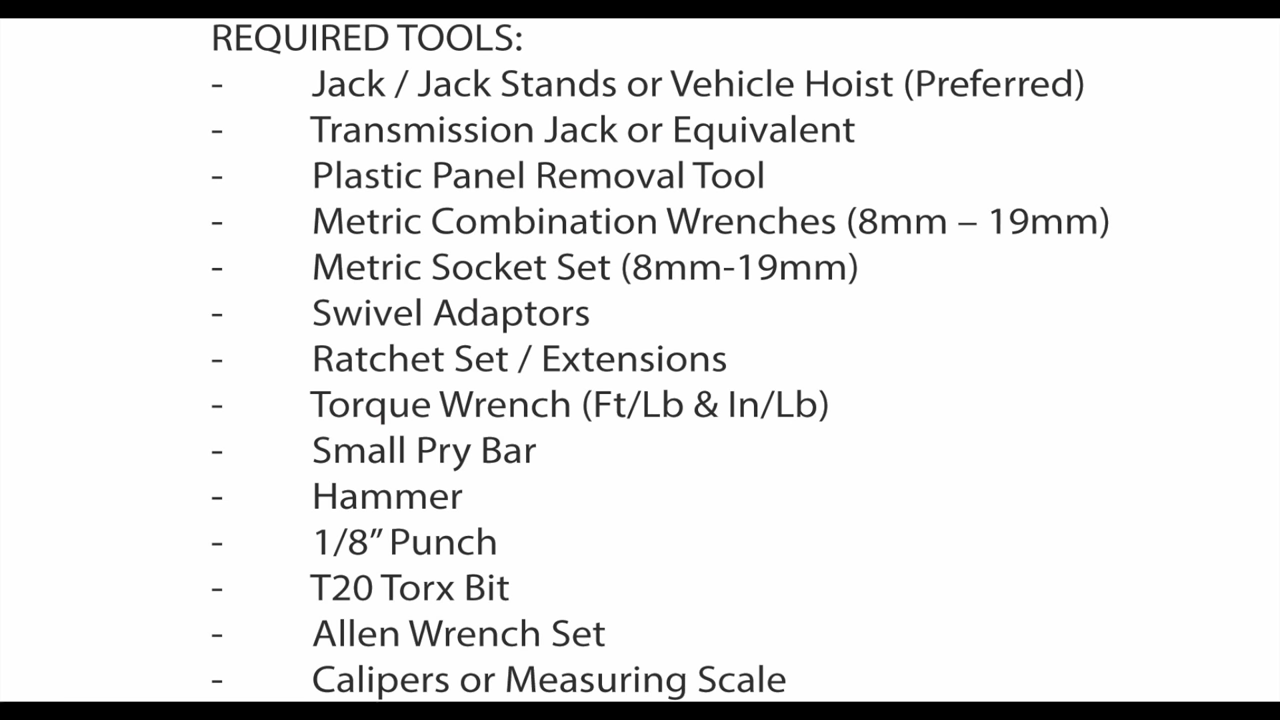 REQUIRED TOOLS:
- Jack / Jack Stands or Vehicle Hoist (Preferred)
- Transmission Jack or Equivalent
- Plastic Panel Removal Tool
- Metric Combination Wrenches (8mm – 19mm)
- Metric Socket Set (8mm-19mm)
- Swivel Adaptors
- Ratchet Set / Extensions
- Torque Wrench (Ft/Lb & In/Lb)
- Small Pry Bar
- Hammer
- 1/8” Punch
- T20 Torx Bit
- Allen Wrench Set
- Calipers or Measuring Scale